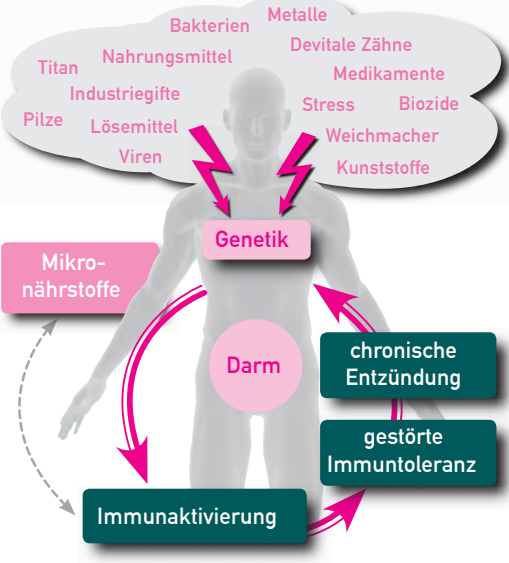 Metalle
Bakterien
Devitale Zähne
Nahrungsmittel
Titan
Medikamente
Industriegifte
Stress
Biozide
Pilze
Lösemittel
Weichmacher
Viren
Kunststoffe
Genetik
Mikro-
nährstoffe
Darm
chronische
Entzündung
gestörte
Immuntoleranz
Immunaktivierung